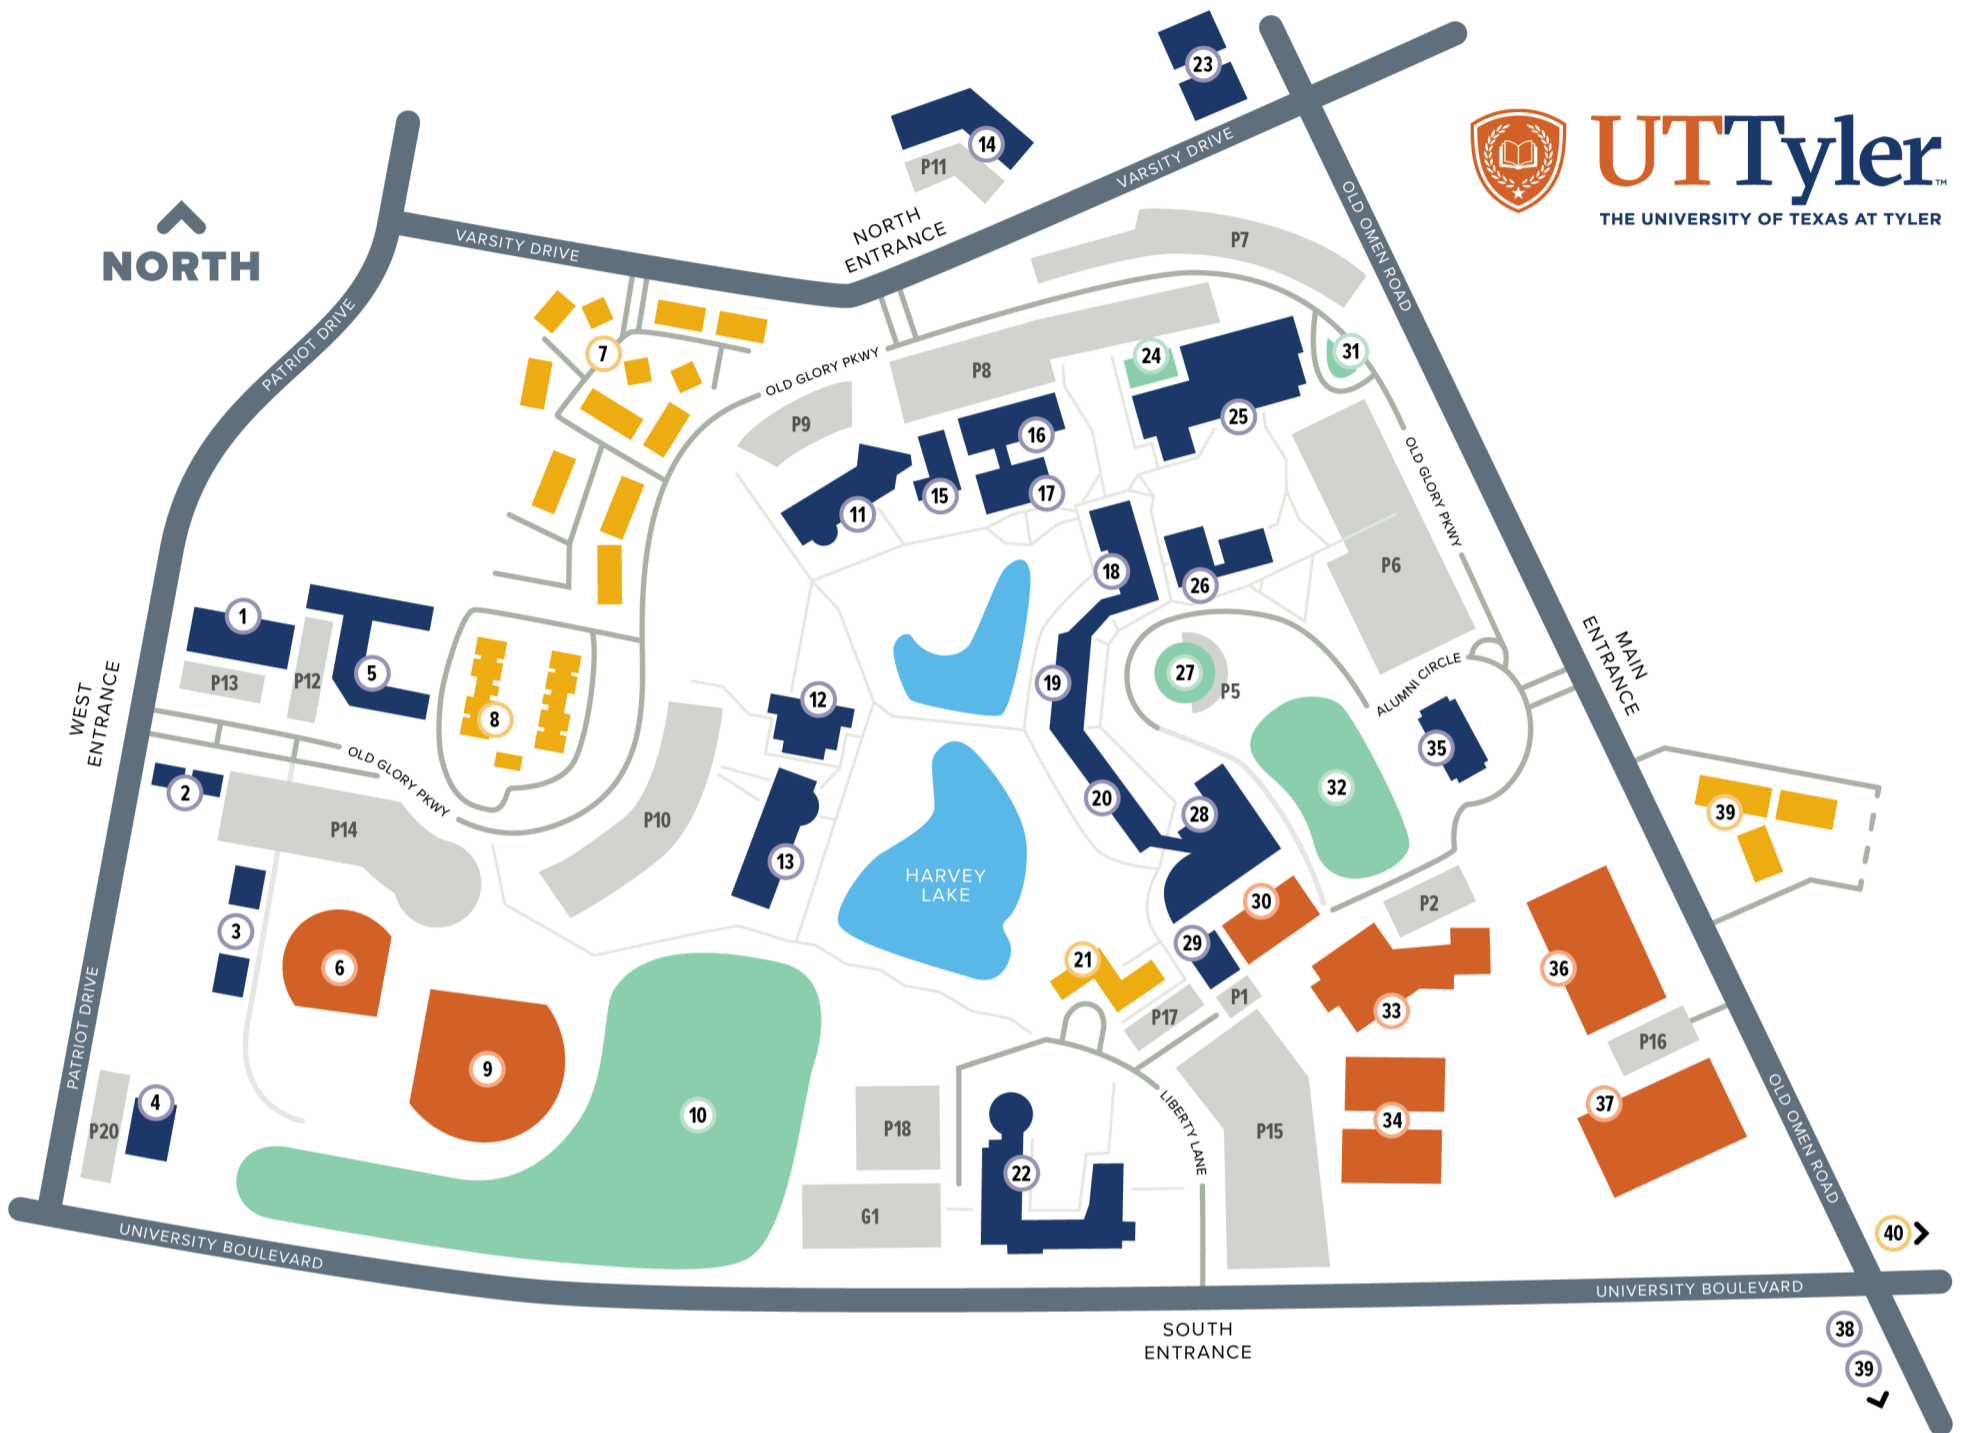 23
14
P11
VARSITY DRIVE
UTTyler™
THE UNIVERSITY OF TEXAS AT TYLER
NORTH
VARSITY DRIVE
NORTH
ENTRANCE
OLD OMEN ROAD
P7
PATRIOT DRIVE
7
OLD GLORY PKWY
P8
24
31
P9
25
16
OLD GLORY PKWY
11
15
17
18
26
P6
1
5
P13
P12
WEST
ENTRANCE
8
12
19
27
P5
ALUMNI CIRCLE
MAIN
ENTRANCE
35
OLD GLORY PKWY
2
P14
P10
13
20
28
32
39
HARVEY
LAKE
3
6
30
P2
29
21
36
33
P1
P17
P16
PATRIOT DRIVE
9
10
4
P20
P18
LIBERTY LANE
P15
34
37
OLD OMEN ROAD
22
G1
UNIVERSITY BOULEVARD
40
UNIVERSITY BOULEVARD
SOUTH
ENTRANCE
38
39